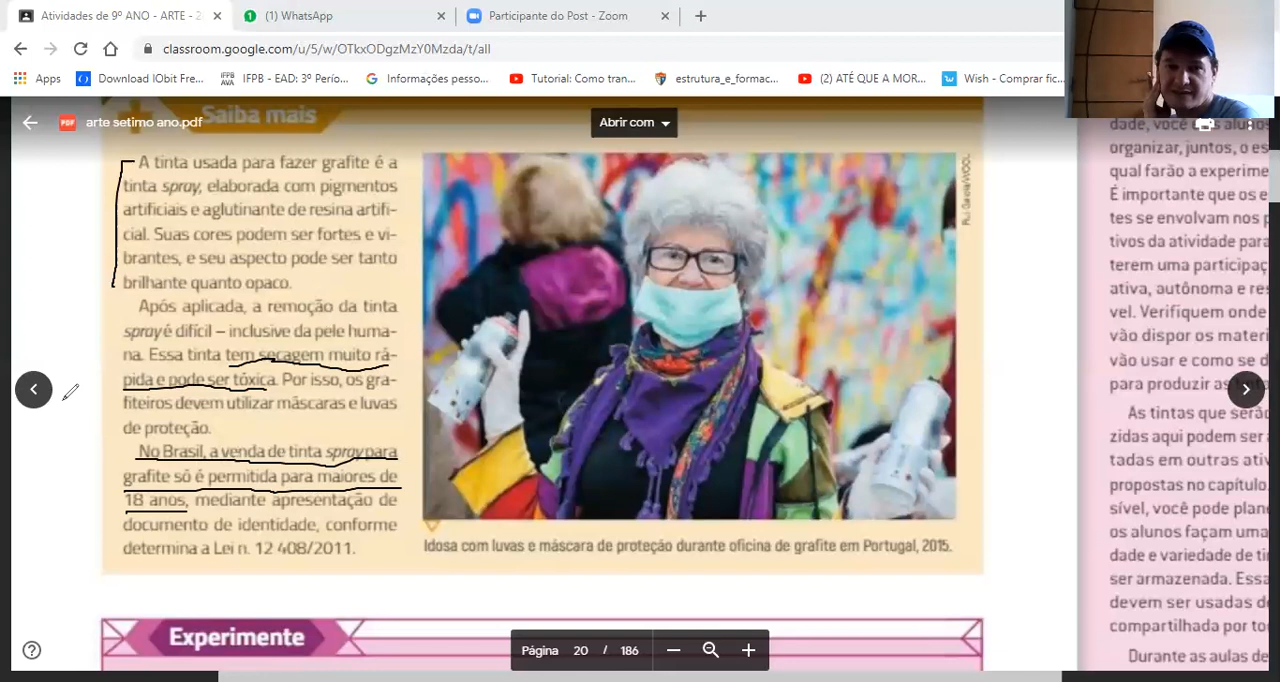 Atividades de 9º ANO - ARTE - 2
(1) WhatsApp
Participante do Post - Zoom
classroom.google.com/u/5/w/OTkxODgzMzY0Mzda/t/all
Apps
Download IObit Fre...
IFPB - EAD: 3º Perío...
Informações pesso...
Tutorial: Como tran...
estrutura_e_formac...
(2) ATÉ QUE A MOR...
Wish - Comprar fic...
Saiba mais
arte setimo ano.pdf
Abrir com
A tinta usada para fazer grafite é a
tinta spray, elaborada com pigmentos
artificiais e aglutinante de resina artifi-
cial. Suas cores podem ser fortes e vi-
brantes, e seu aspecto pode ser tanto
brilhante quanto opaco.
Após aplicada, a remoção da tinta
spray é difícil – inclusive da pele huma-
na. Essa tinta tem secagem muito rá-
pida e pode ser tóxica. Por isso, os gra-
fiteiros devem utilizar máscaras e luvas
de proteção.
No Brasil, a venda de tinta spray para
grafite só é permitida para maiores de
18 anos, mediante apresentação de
documento de identidade, conforme
determina a Lei n. 12 408/2011.
Idosa com luvas e máscara de proteção durante oficina de grafite em Portugal, 2015.
Experimente
Página 20 / 186
dade, você e os alunos
organizar, juntos, o es
qual farão a experime
É importante que os e
tes se envolvam nos p
tivos da atividade para
terem uma participaç
ativa, autônoma e res
vel. Verifiquem onde
vão dispor os materi
vão usar e como se d
para produzir as tinta
As tintas que serão
zidas aqui podem ser
tadas em outras ativ
propostas no capítulo.
sível, você pode plane
os alunos façam uma
dade e variedade de ti
ser armazenada. Essa
devem ser usadas de
compartilhada por to
Durante as aulas de